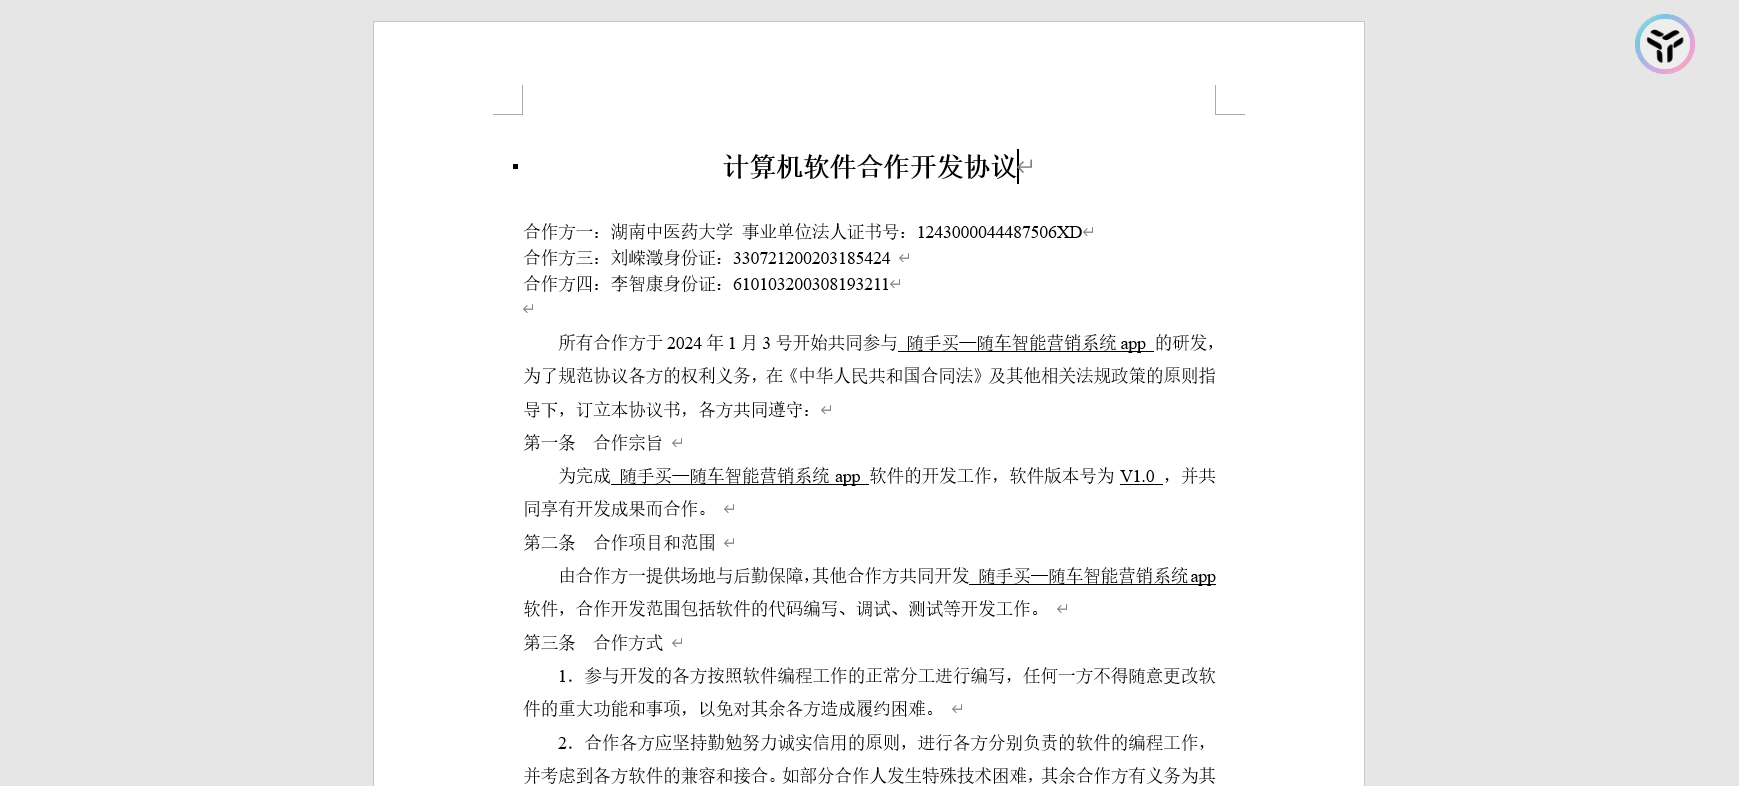 计算机软件合作开发协议
合作方一：湖南中医药大学 事业单位法人证书号：1243000044487506XD
合作方三：刘嵘澂身份证：330721200203185424
合作方四：李智康身份证：610103200308193211
所有合作方于 2024 年 1 月 3 号开始共同参与 随手买—随车智能营销系统 app 的研发，
为了规范协议各方的权利义务，在《中华人民共和国合同法》及其他相关法规政策的原则指
导下，订立本协议书，各方共同遵守：
第一条 合作宗旨
为完成 随手买—随车智能营销系统 app 软件的开发工作，软件版本号为 V1.0 ，并共
同享有开发成果而合作。
第二条 合作项目和范围
由合作方一提供场地与后勤保障，其他合作方共同开发 随手买—随车智能营销系统 app
软件，合作开发范围包括软件的代码编写、调试、测试等开发工作。
第三条 合作方式
1．参与开发的各方按照软件编程工作的正常分工进行编写，任何一方不得随意更改软
件的重大功能和事项，以免对其余各方造成履约困难。
2．合作各方应坚持勤勉努力诚实信用的原则，进行各方分别负责的软件的编程工作，
并考虑到各方软件的兼容和接合。如部分合作人发生特殊技术困难，其余合作方有义务为其